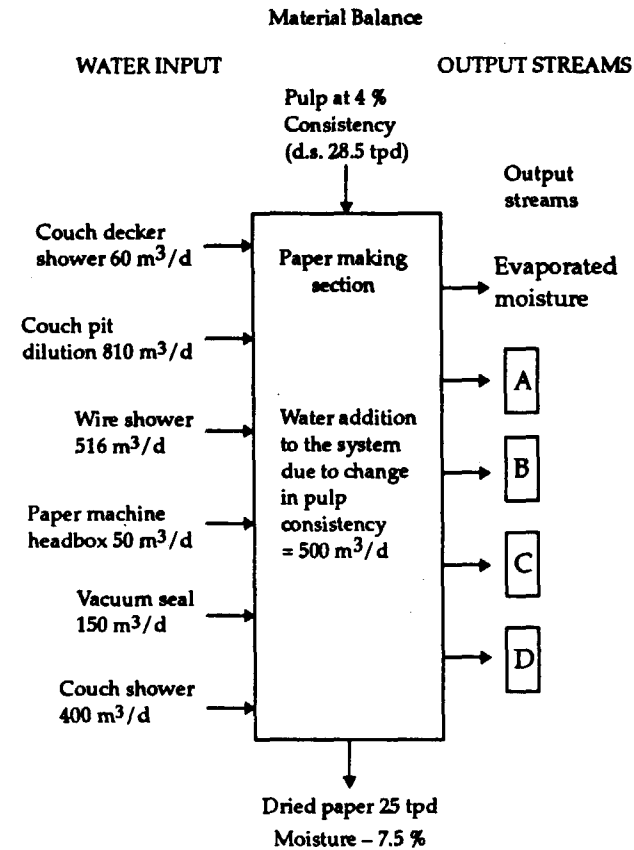 Material Balance
WATER INPUT
OUTPUT STREAMS
Pulp at 4 %
Consistency
(d.s. 28.5 tpd)
Output
streams
Couch decker
shower 60 m³/d
Couch pit
dilution 810 m³/d
Wire shower
516 m³/d
Paper machine
headbox 50 m³/d
Vacuum seal
150 m³/d
Couch shower
400 m³/d
Paper making
section
Water addition
to the system
due to change
in pulp
consistency
= 500 m³/d
Evaporated
moisture
A
B
C
D
Dried paper 25 tpd
Moisture – 7.5 %